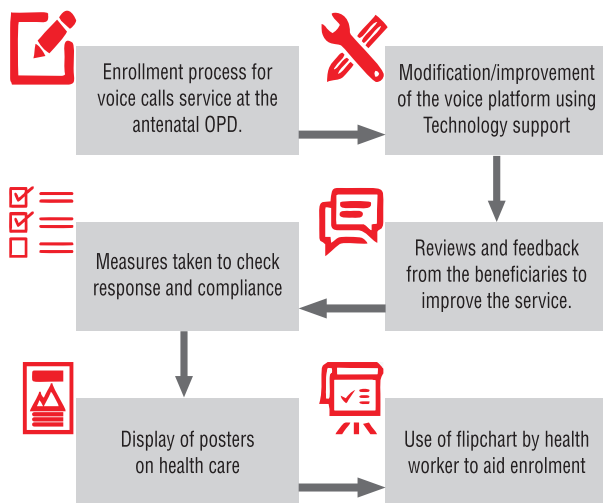 Enrollment process for
voice calls service at the
antenatal OPD.
Modification/improvement
of the voice platform using
Technology support
Reviews and feedback
from the beneficiaries to
improve the service.
Measures taken to check
response and compliance
Display of posters
on health care
Use of flipchart by health
worker to aid enrolment